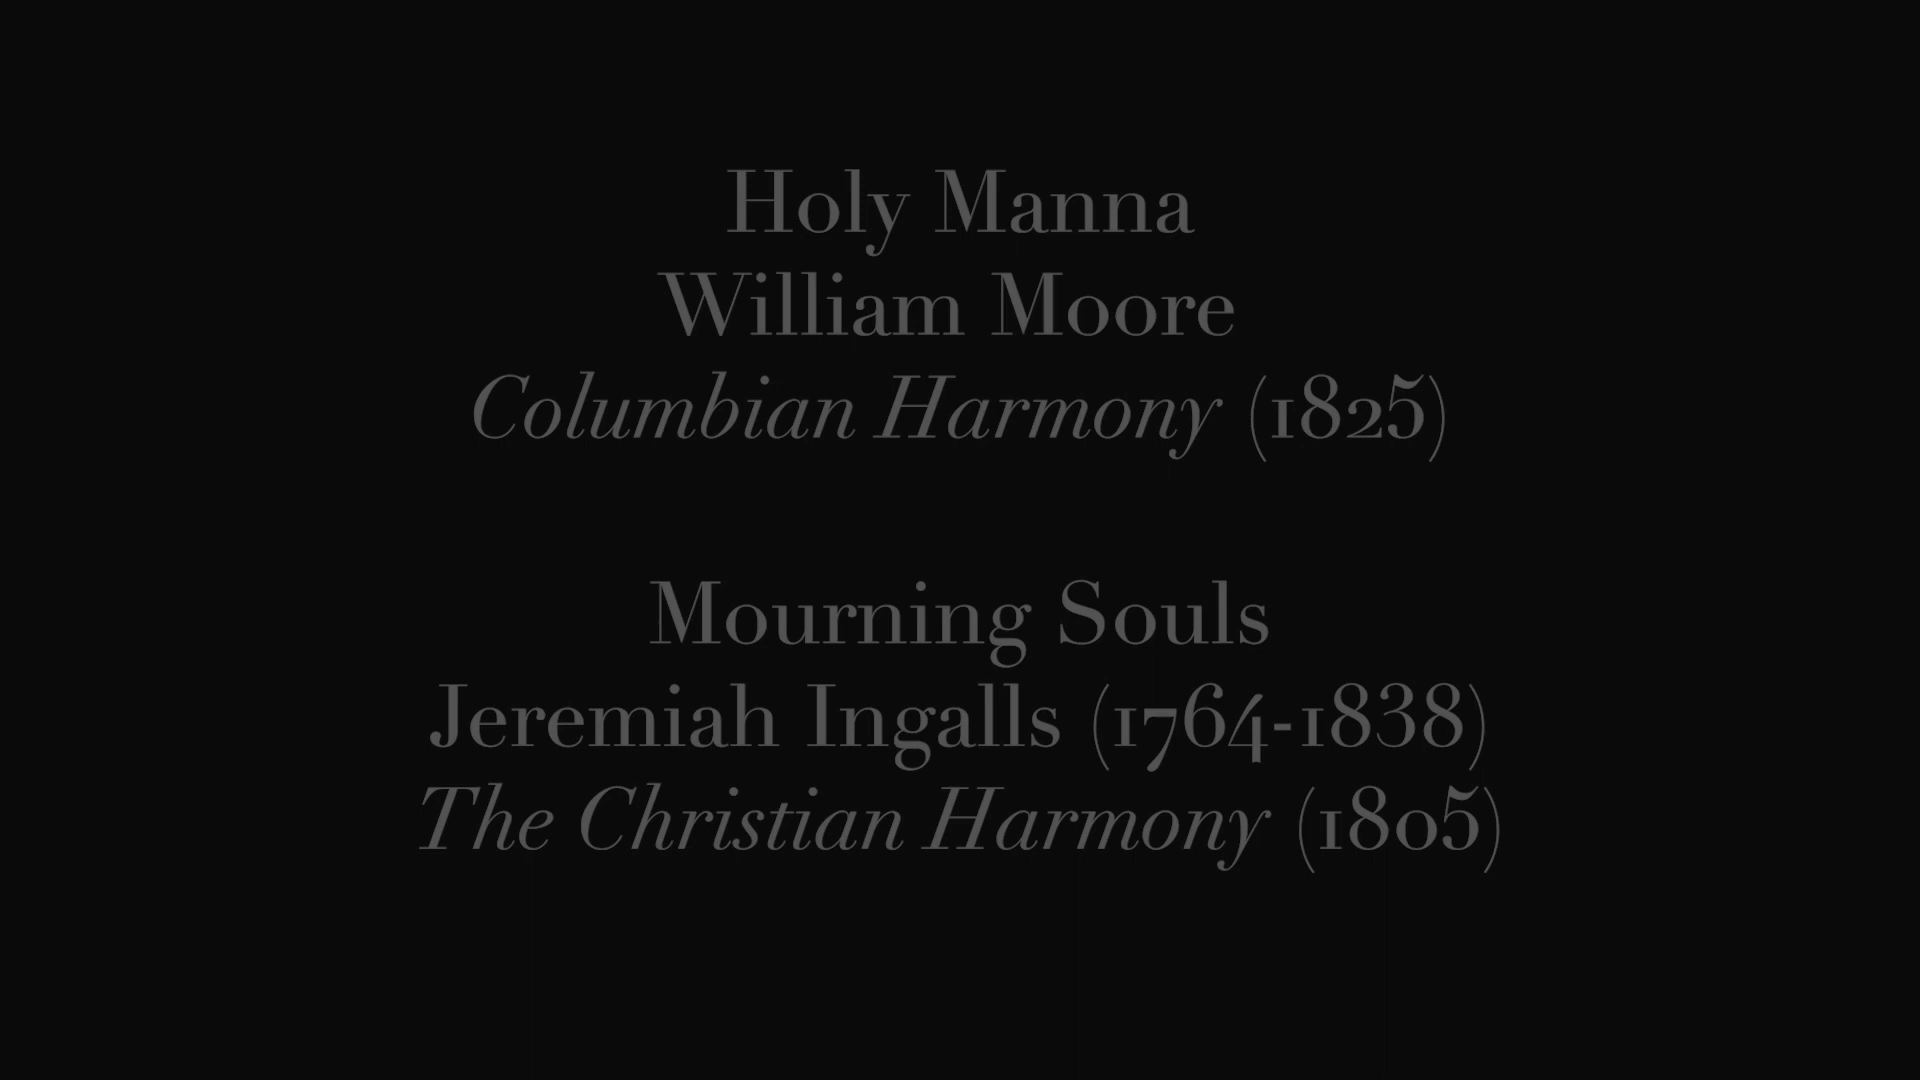 Holy Manna
William Moore
Columbian Harmony (1825)
Mourning Souls
Jeremiah Ingalls (1764-1838)
The Christian Harmony (1805)